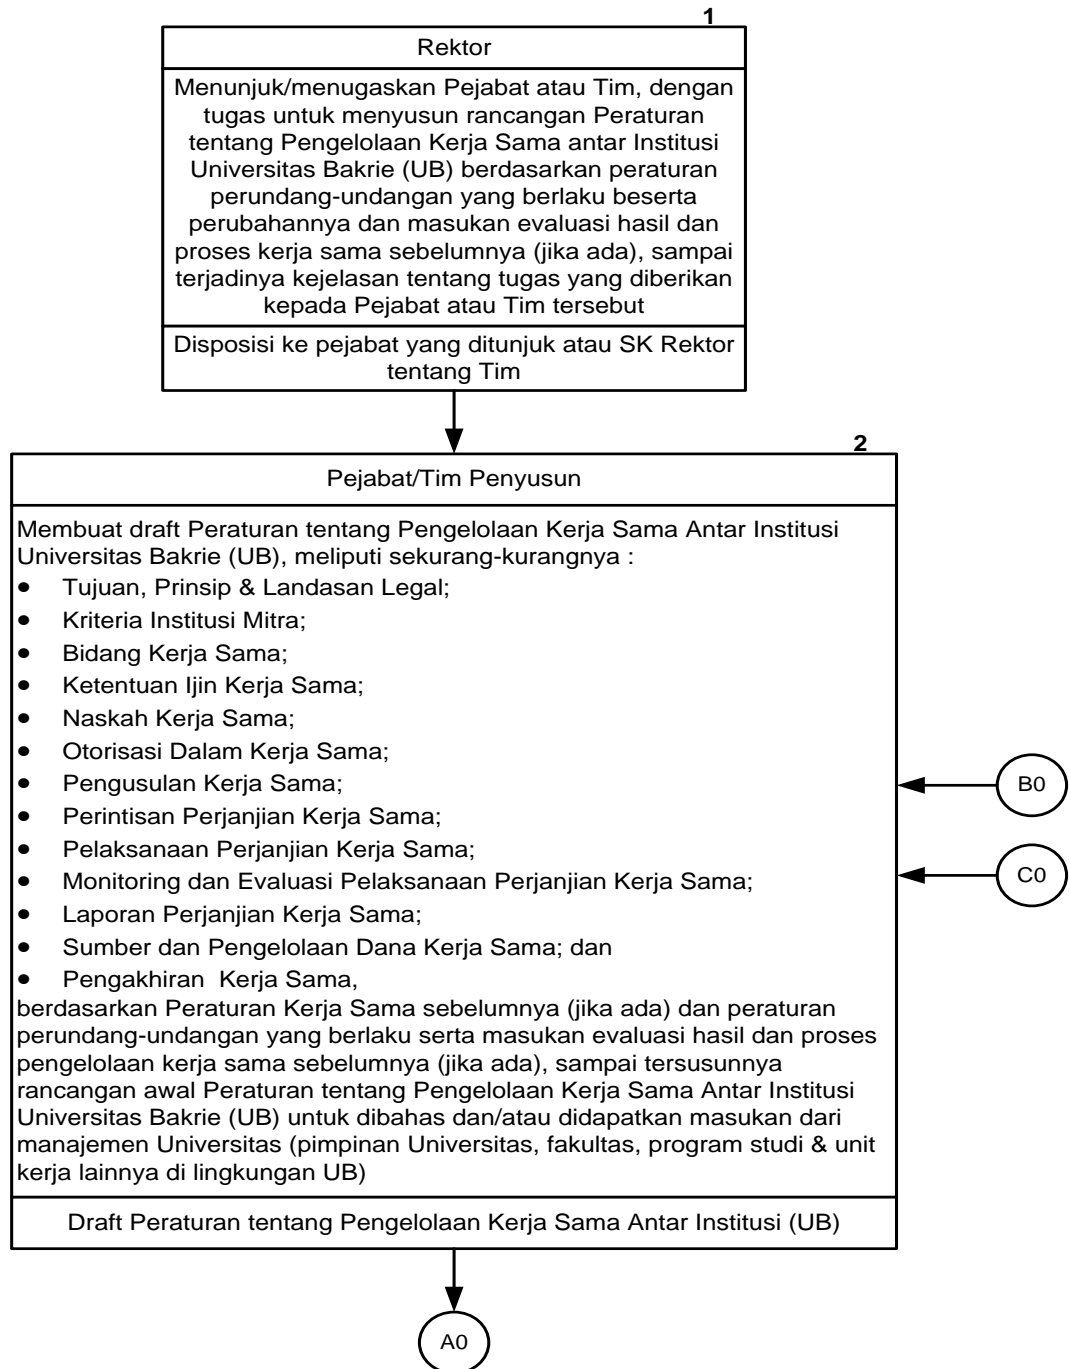 1
Rektor
Menunjuk/menugaskan Pejabat atau Tim, dengan
tugas untuk menyusun rancangan Peraturan
tentang Pengelolaan Kerja Sama antar Institusi
Universitas Bakrie (UB) berdasarkan peraturan
perundang-undangan yang berlaku beserta
perubahannya dan masukan evaluasi hasil dan
proses kerja sama sebelumnya (jika ada), sampai
terjadinya kejelasan tentang tugas yang diberikan
kepada Pejabat atau Tim tersebut
Disposisi ke pejabat yang ditunjuk atau SK Rektor
tentang Tim
2
Pejabat/Tim Penyusun
Membuat draft Peraturan tentang Pengelolaan Kerja Sama Antar Institusi
Universitas Bakrie (UB), meliputi sekurang-kurangnya :
• Tujuan, Prinsip & Landasan Legal;
• Kriteria Institusi Mitra;
• Bidang Kerja Sama;
• Ketentuan Ijin Kerja Sama;
• Naskah Kerja Sama;
• Otorisasi Dalam Kerja Sama;
• Pengusulan Kerja Sama;
• Perintisan Perjanjian Kerja Sama;
• Pelaksanaan Perjanjian Kerja Sama;
• Monitoring dan Evaluasi Pelaksanaan Perjanjian Kerja Sama;
• Laporan Perjanjian Kerja Sama;
• Sumber dan Pengelolaan Dana Kerja Sama; dan
• Pengakhiran Kerja Sama,
berdasarkan Peraturan Kerja Sama sebelumnya (jika ada) dan peraturan
perundang-undangan yang berlaku serta masukan evaluasi hasil dan proses
pengelolaan kerja sama sebelumnya (jika ada), sampai tersusunnya
rancangan awal Peraturan tentang Pengelolaan Kerja Sama Antar Institusi
Universitas Bakrie (UB) untuk dibahas dan/atau didapatkan masukan dari
manajemen Universitas (pimpinan Universitas, fakultas, program studi & unit
kerja lainnya di lingkungan UB)
Draft Peraturan tentang Pengelolaan Kerja Sama Antar Institusi (UB)
B0
C0
A0